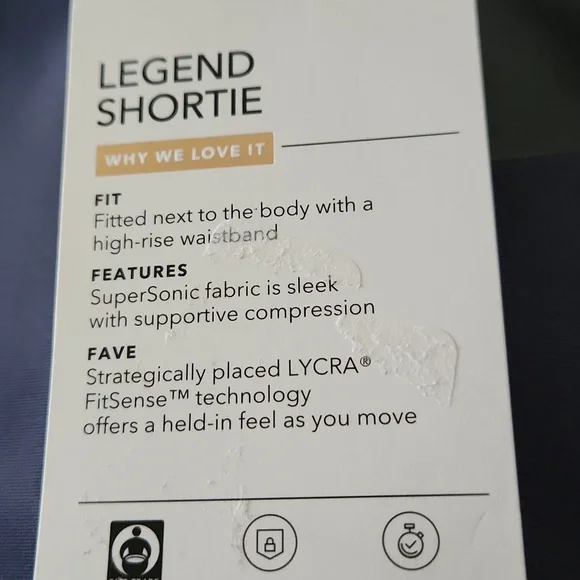 LEGEND
SHORTIE
WHY WE LOVE IT
FIT
Fitted next to the body with a
high-rise waistband
FEATURES
SuperSonic fabric is sleek
with supportive compression
FAVE
Strategically placed LYCRA®
FitSense™ technology
offers a held-in feel as you move